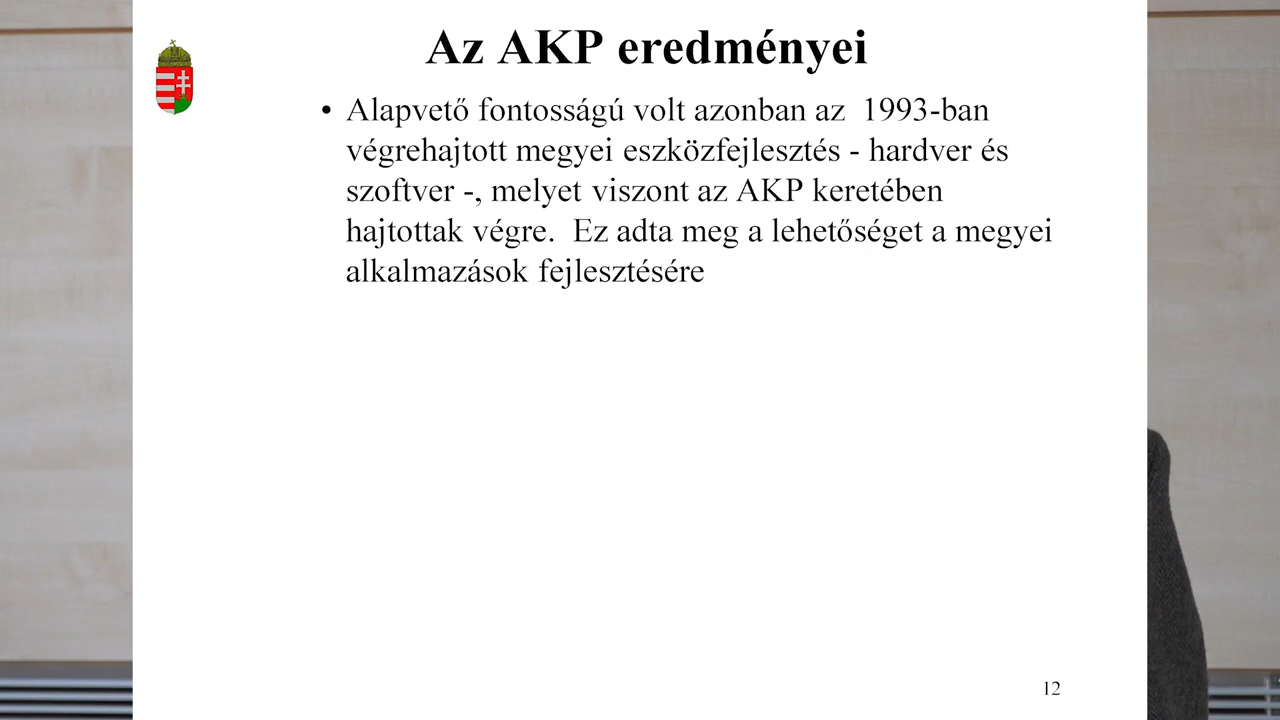 Az AKP eredményei
• Alapvető fontosságú volt azonban az 1993-ban
végrehajtott megyei eszközfejlesztés - hardver és
szoftver -, melyet viszont az AKP keretében
hajtottak végre. Ez adta meg a lehetőséget a megyei
alkalmazások fejlesztésére
12